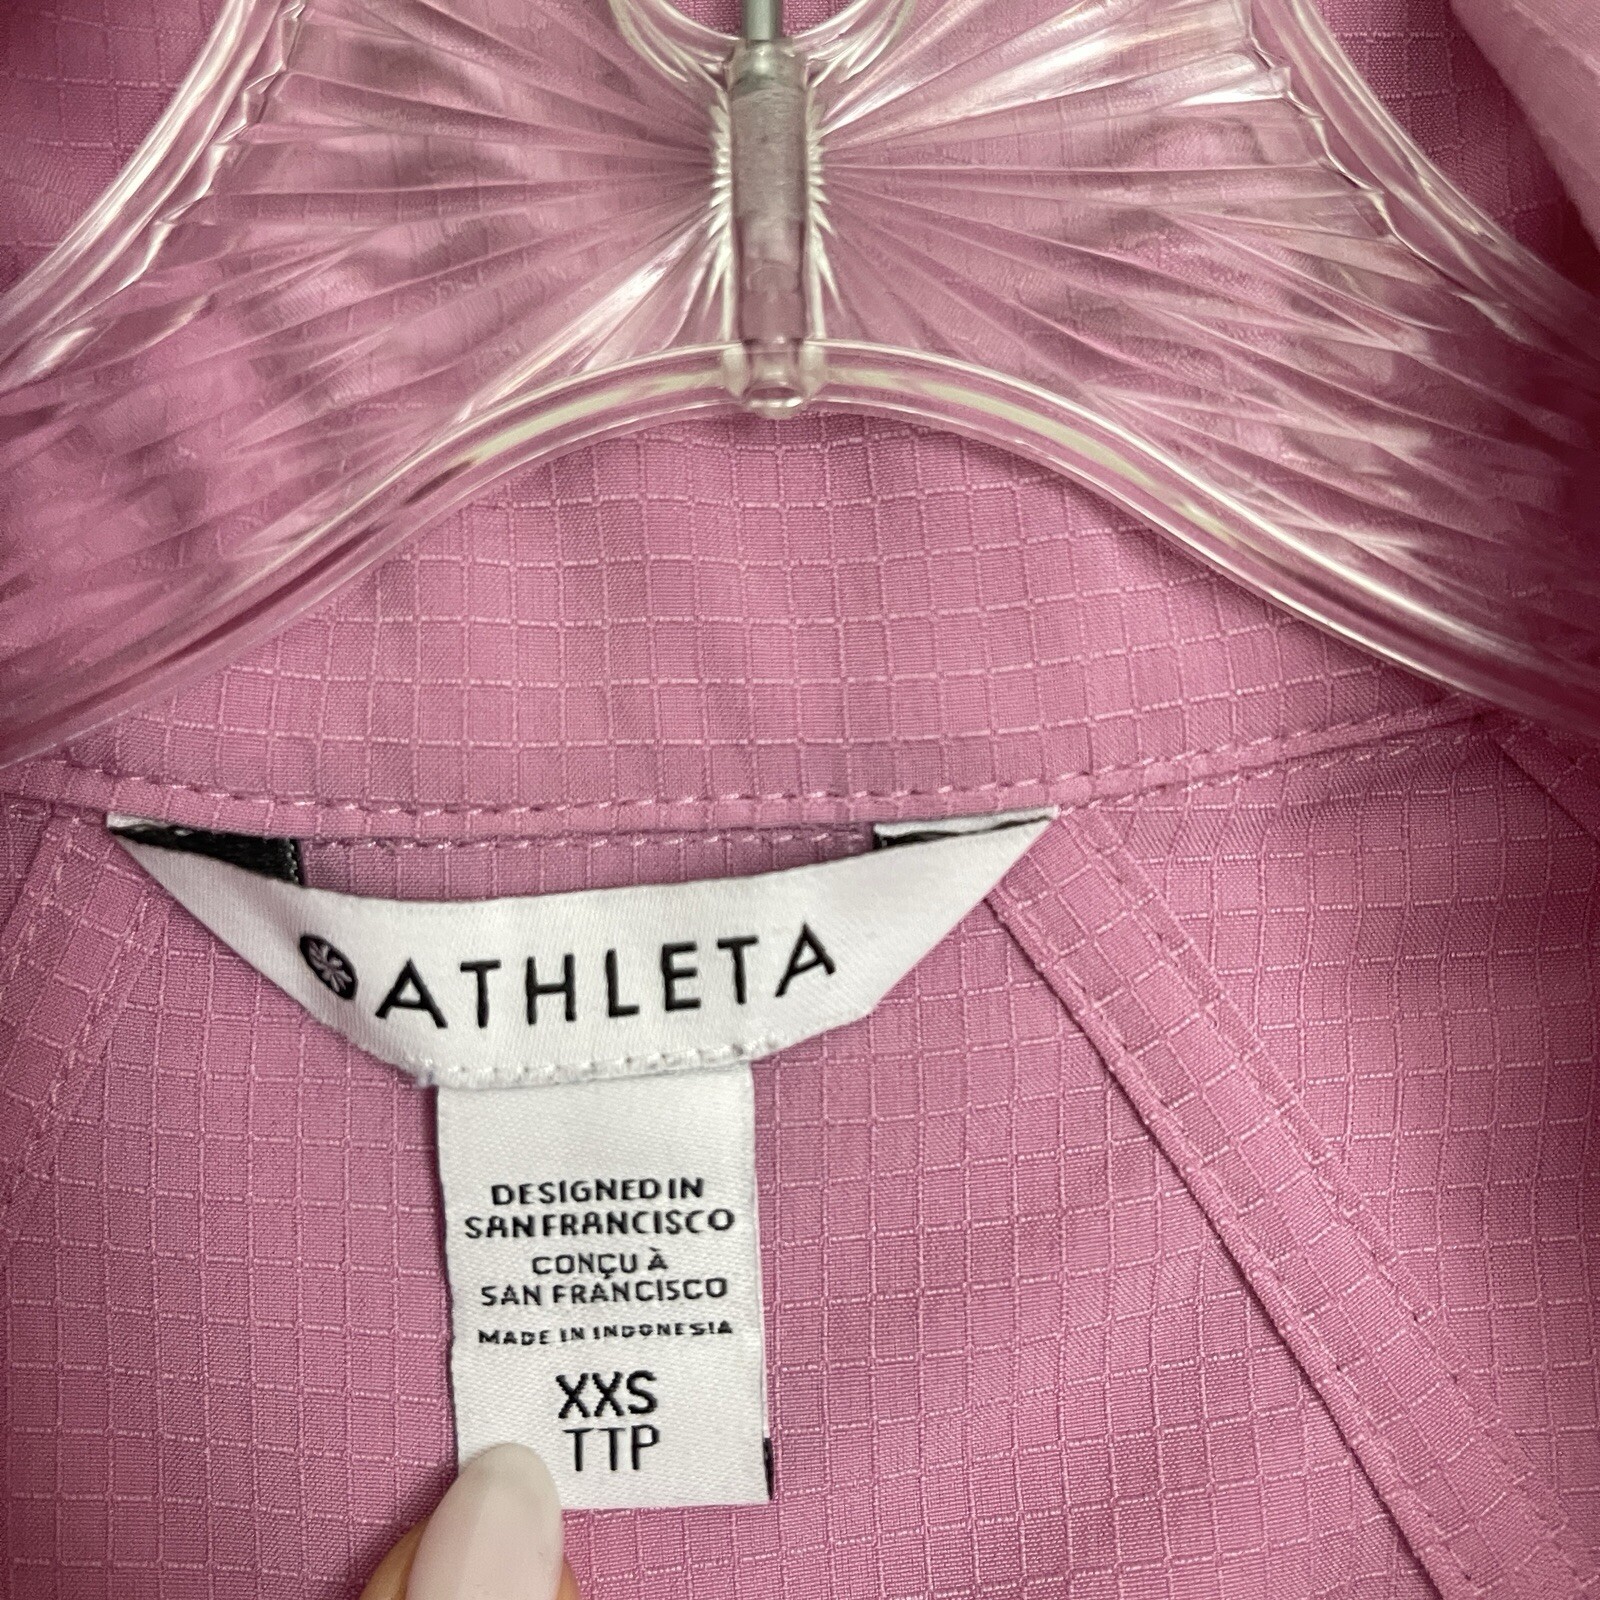 ATHLETA
DESIGNED IN
SAN FRANCISCO
CONÇU À
SAN FRANCISCO
MADE IN INDONESIA
XXS
TTP